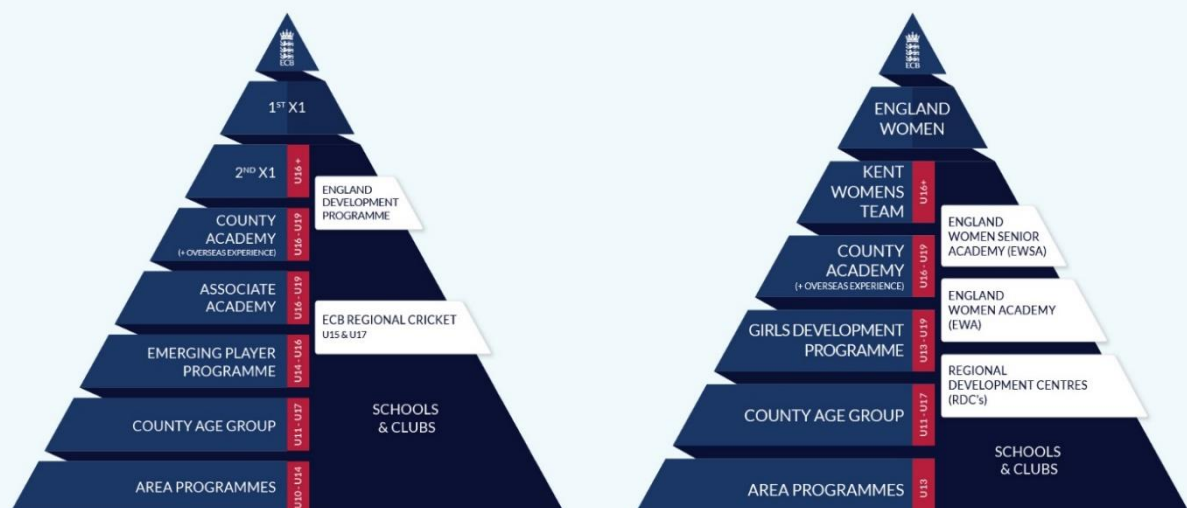 ECB
1ST X1
2ND X1
U16 +
ENGLAND
DEVELOPMENT
PROGRAMME
COUNTY
ACADEMY
(+ OVERSEAS EXPERIENCE)
U16 - U19
ASSOCIATE
ACADEMY
U16 - U19
ECB REGIONAL CRICKET
U15 & U17
EMERGING PLAYER
PROGRAMME
U14 - U16
COUNTY AGE GROUP
U11 - U17
SCHOOLS
& CLUBS
AREA PROGRAMMES
U10 - U14
ECB
ENGLAND
WOMEN
KENT
WOMENS
TEAM
U16+
ENGLAND
WOMEN SENIOR
ACADEMY (EWSA)
COUNTY
ACADEMY
(+ OVERSEAS EXPERIENCE)
U16 - U19
ENGLAND
WOMEN ACADEMY
(EWA)
GIRLS DEVELOPMENT
PROGRAMME
U13 - U19
REGIONAL
DEVELOPMENT CENTRES
(RDC's)
COUNTY AGE GROUP
U11 - U17
SCHOOLS
& CLUBS
AREA PROGRAMMES
U13